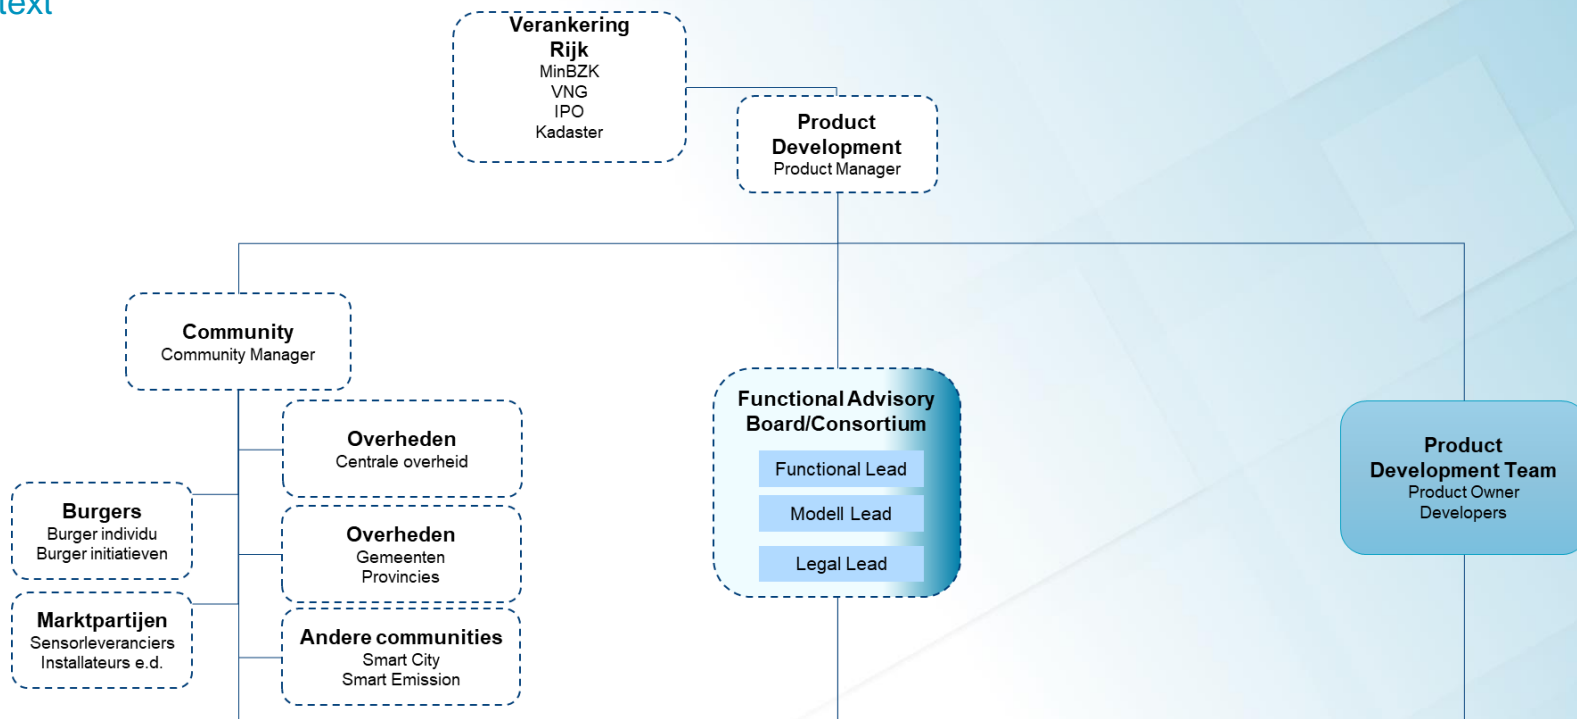 text
Verankering
Rijk
MinBZK
VNG
IPO
Kadaster
Product
Development
Product Manager
Community
Community Manager
Overheden
Centrale overheid
Burgers
Burger individu
Burger initiatieven
Overheden
Gemeenten
Provincies
Marktpartijen
Sensorleveranciers
Installateurs e.d.
Andere communities
Smart City
Smart Emission
Functional Advisory
Board/Consortium
Functional Lead
Modell Lead
Legal Lead
Product
Development Team
Product Owner
Developers